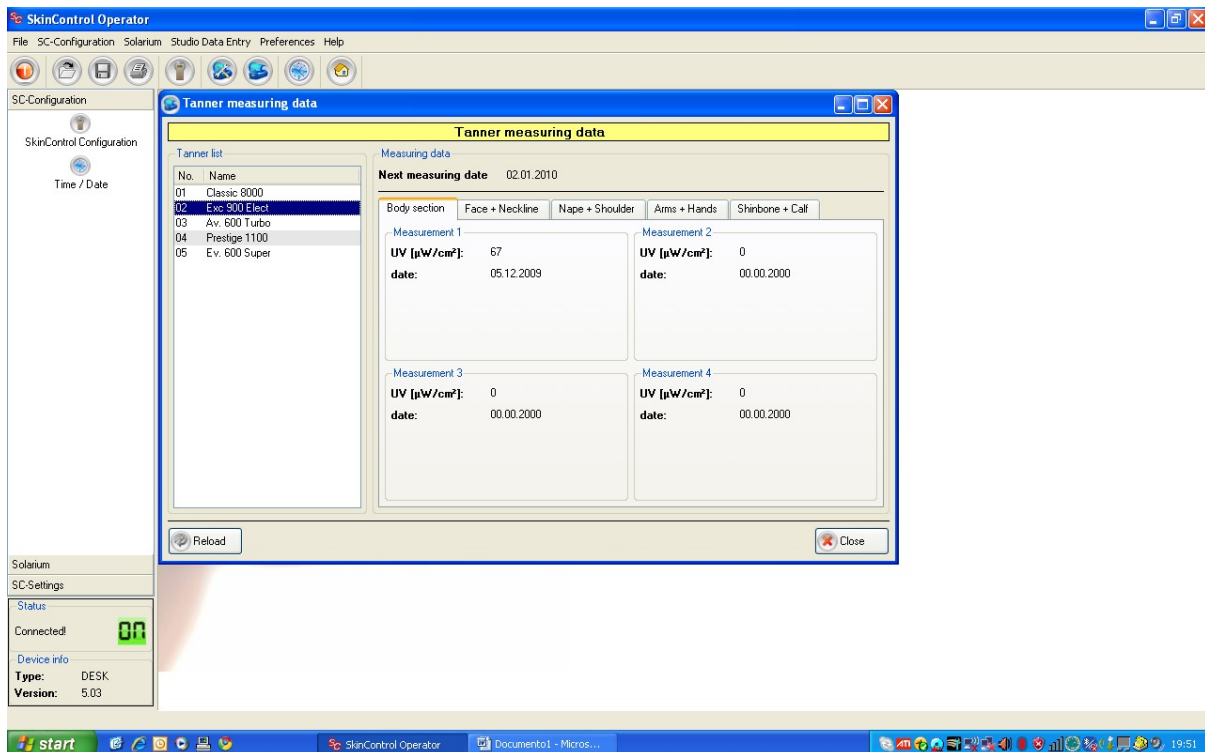 SkinControl Operator
File SC-Configuration Solarium Studio Data Entry Preferences Help
SC-Configuration
SkinControl Configuration
Time / Date
Solarium
SC-Settings
Status
Connected!
ON
Device info
Type: DESK
Version: 5.03
Tanner measuring data
Tanner measuring data
Tanner list
No. Name
01 Classic 8000
02 Exc 900 Elect
03 Av. 600 Turbo
04 Prestige 1100
05 Ev. 600 Super
Measuring data
Next measuring date 02.01.2010
Body section Face + Neckline Nape + Shoulder Arms + Hands Shinbone + Calf
Measurement 1
UV [µW/cm²]: 67
date: 05.12.2009
Measurement 2
UV [µW/cm²]: 0
date: 00.00.2000
Measurement 3
UV [µW/cm²]: 0
date: 00.00.2000
Measurement 4
UV [µW/cm²]: 0
date: 00.00.2000
Reload
Close
start
SkinControl Operator
Documento1 - Micros...
19:51